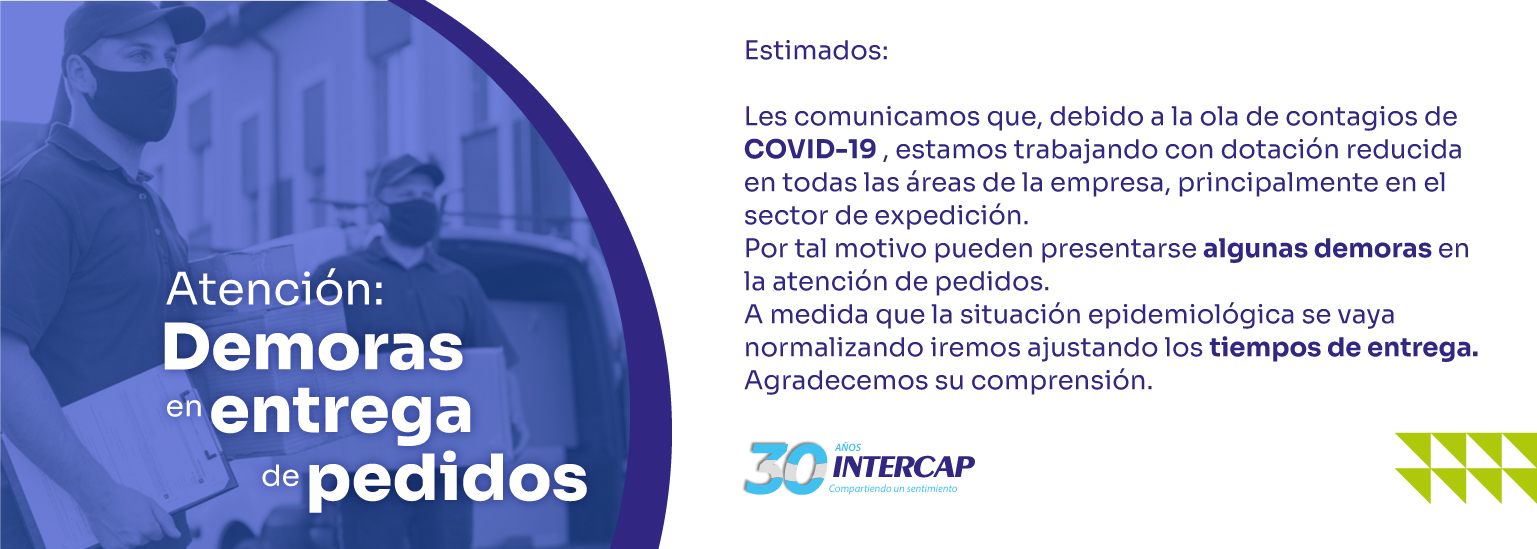 Atención:
Demoras
en entrega
de pedidos
Estimados:
Les comunicamos que, debido a la ola de contagios de
COVID-19 , estamos trabajando con dotación reducida
en todas las áreas de la empresa, principalmente en el
sector de expedición.
Por tal motivo pueden presentarse algunas demoras en
la atención de pedidos.
A medida que la situación epidemiológica se vaya
normalizando iremos ajustando los tiempos de entrega.
Agradecemos su comprensión.
30 AÑOS
INTERCAP
Compartiendo un sentimiento